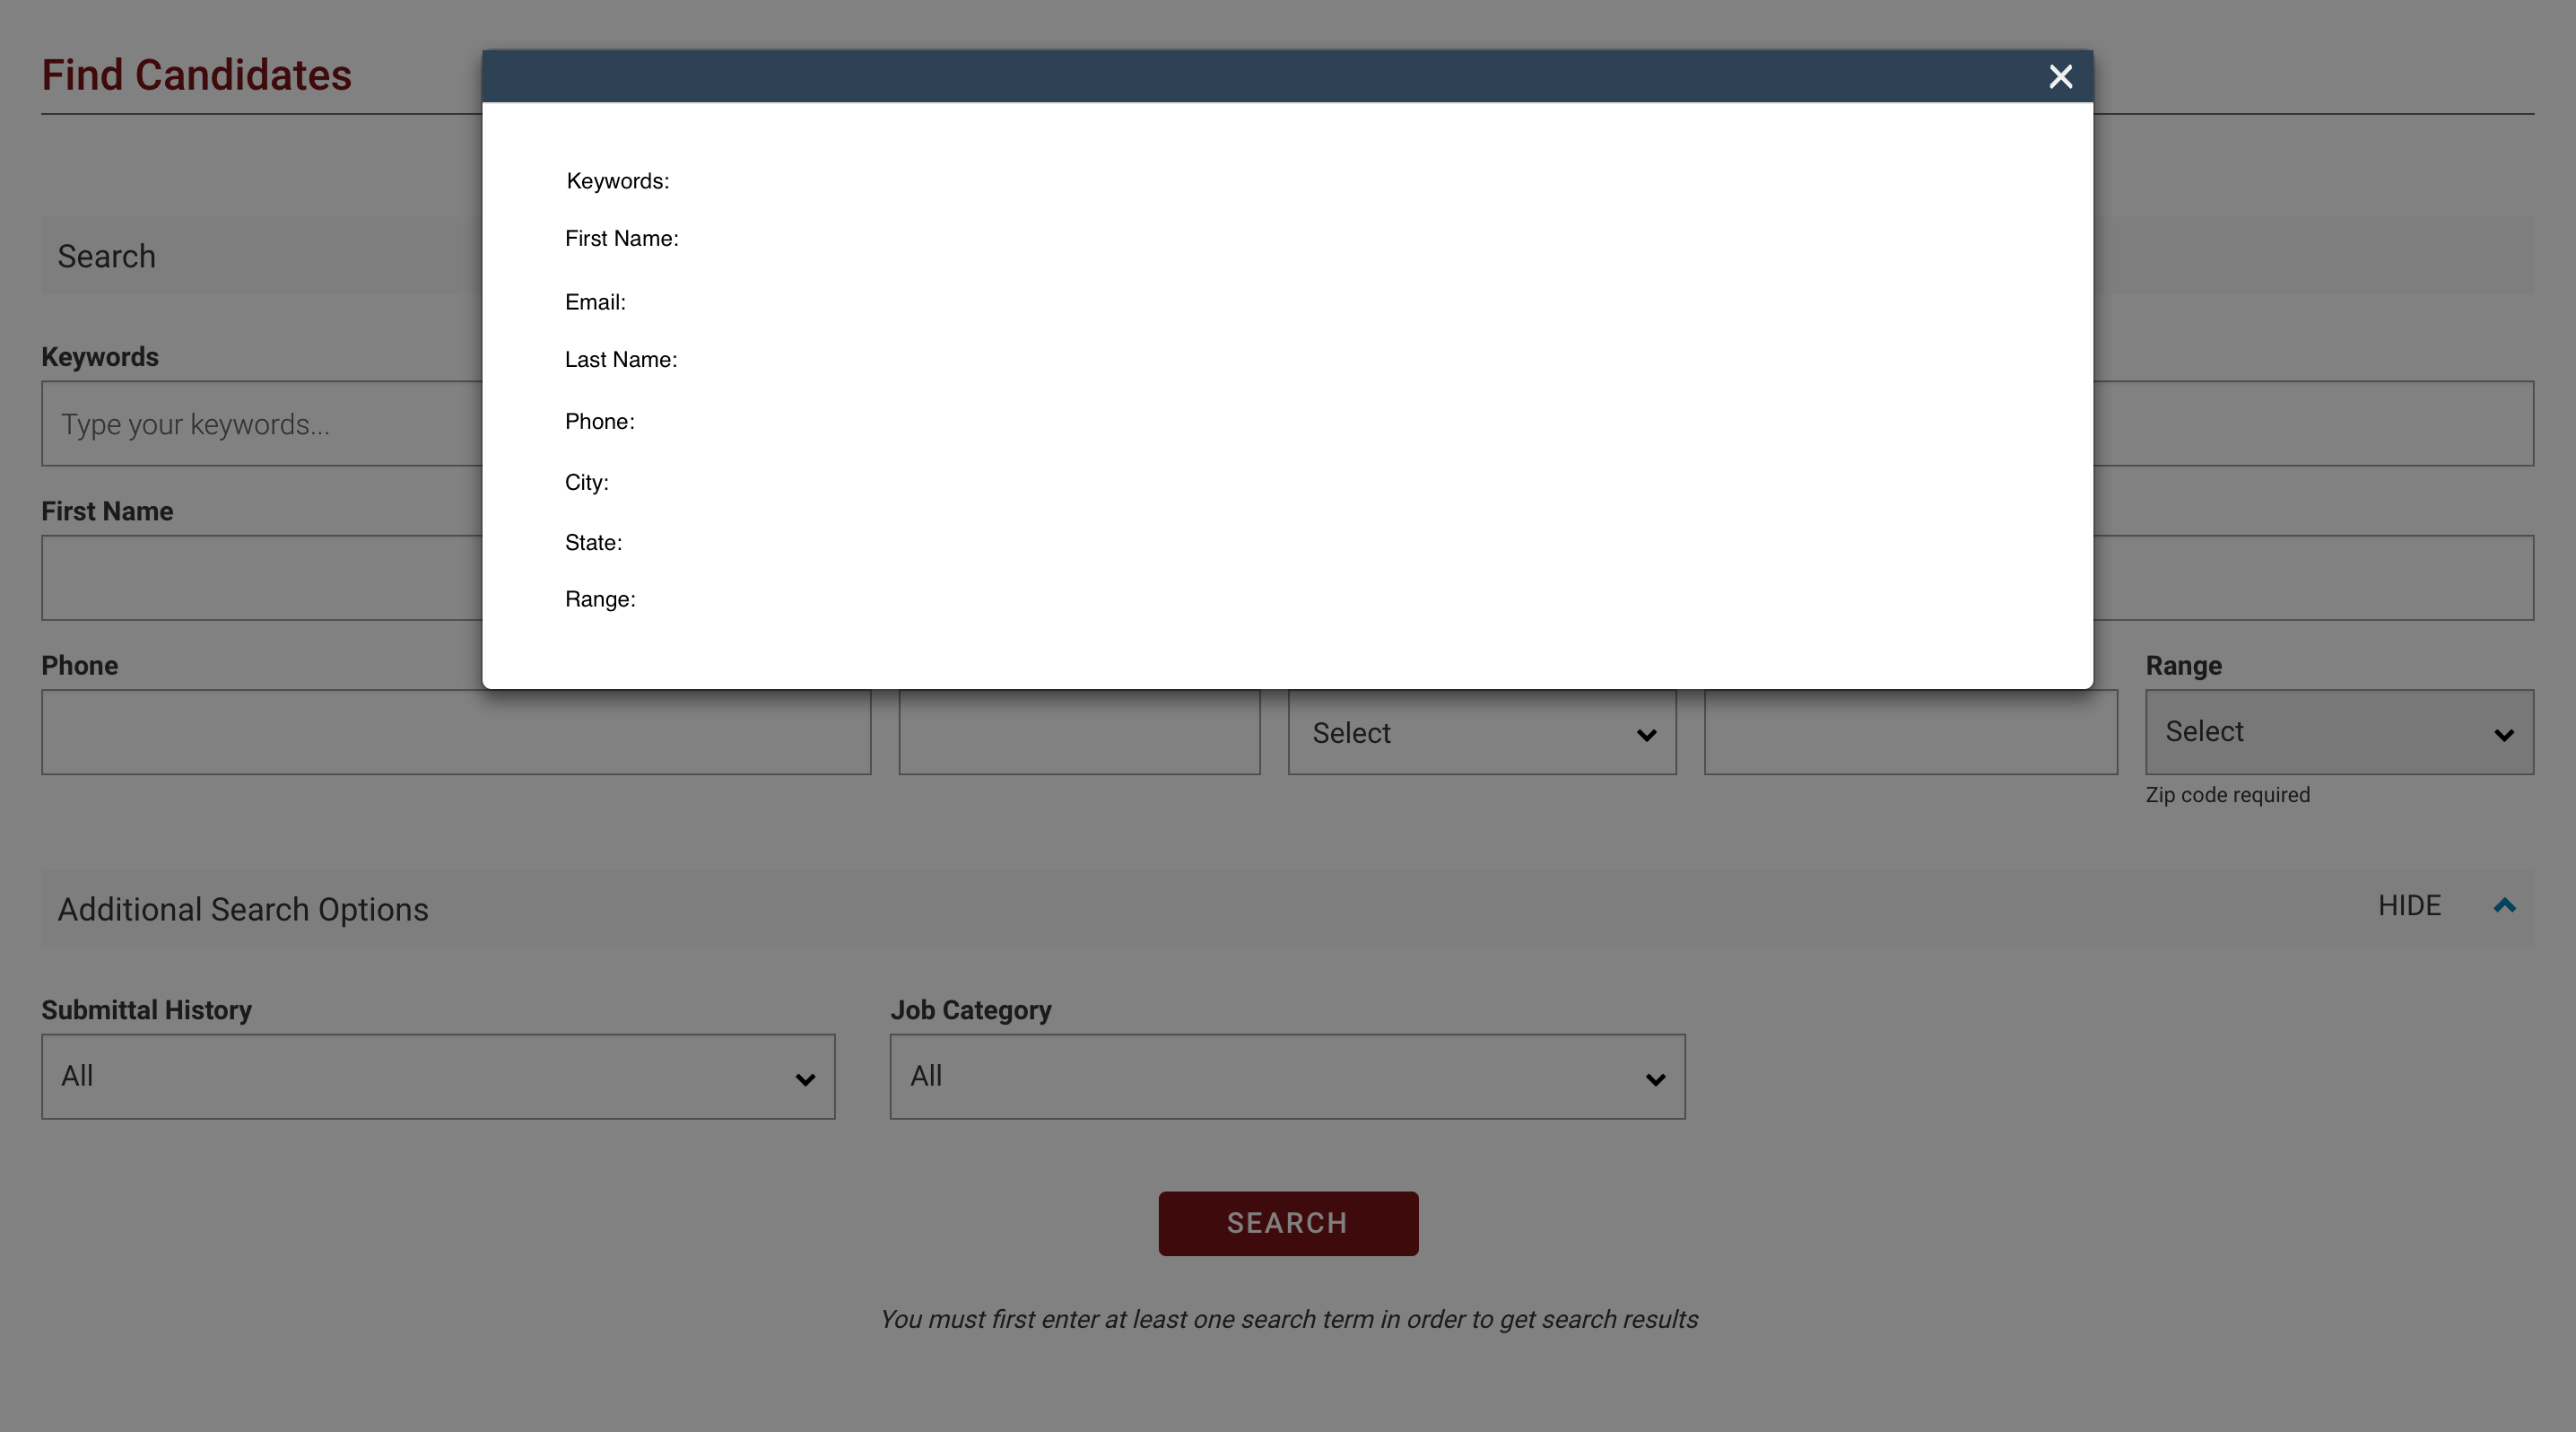 Find Candidates
Keywords:
First Name:
Email:
Last Name:
Phone:
City:
State:
Range:
Search
Keywords
Type your keywords...
First Name
Phone
Range
Select
Select
Zip code required
Additional Search Options
HIDE
Submittal History
Job Category
All
All
SEARCH
You must first enter at least one search term in order to get search results